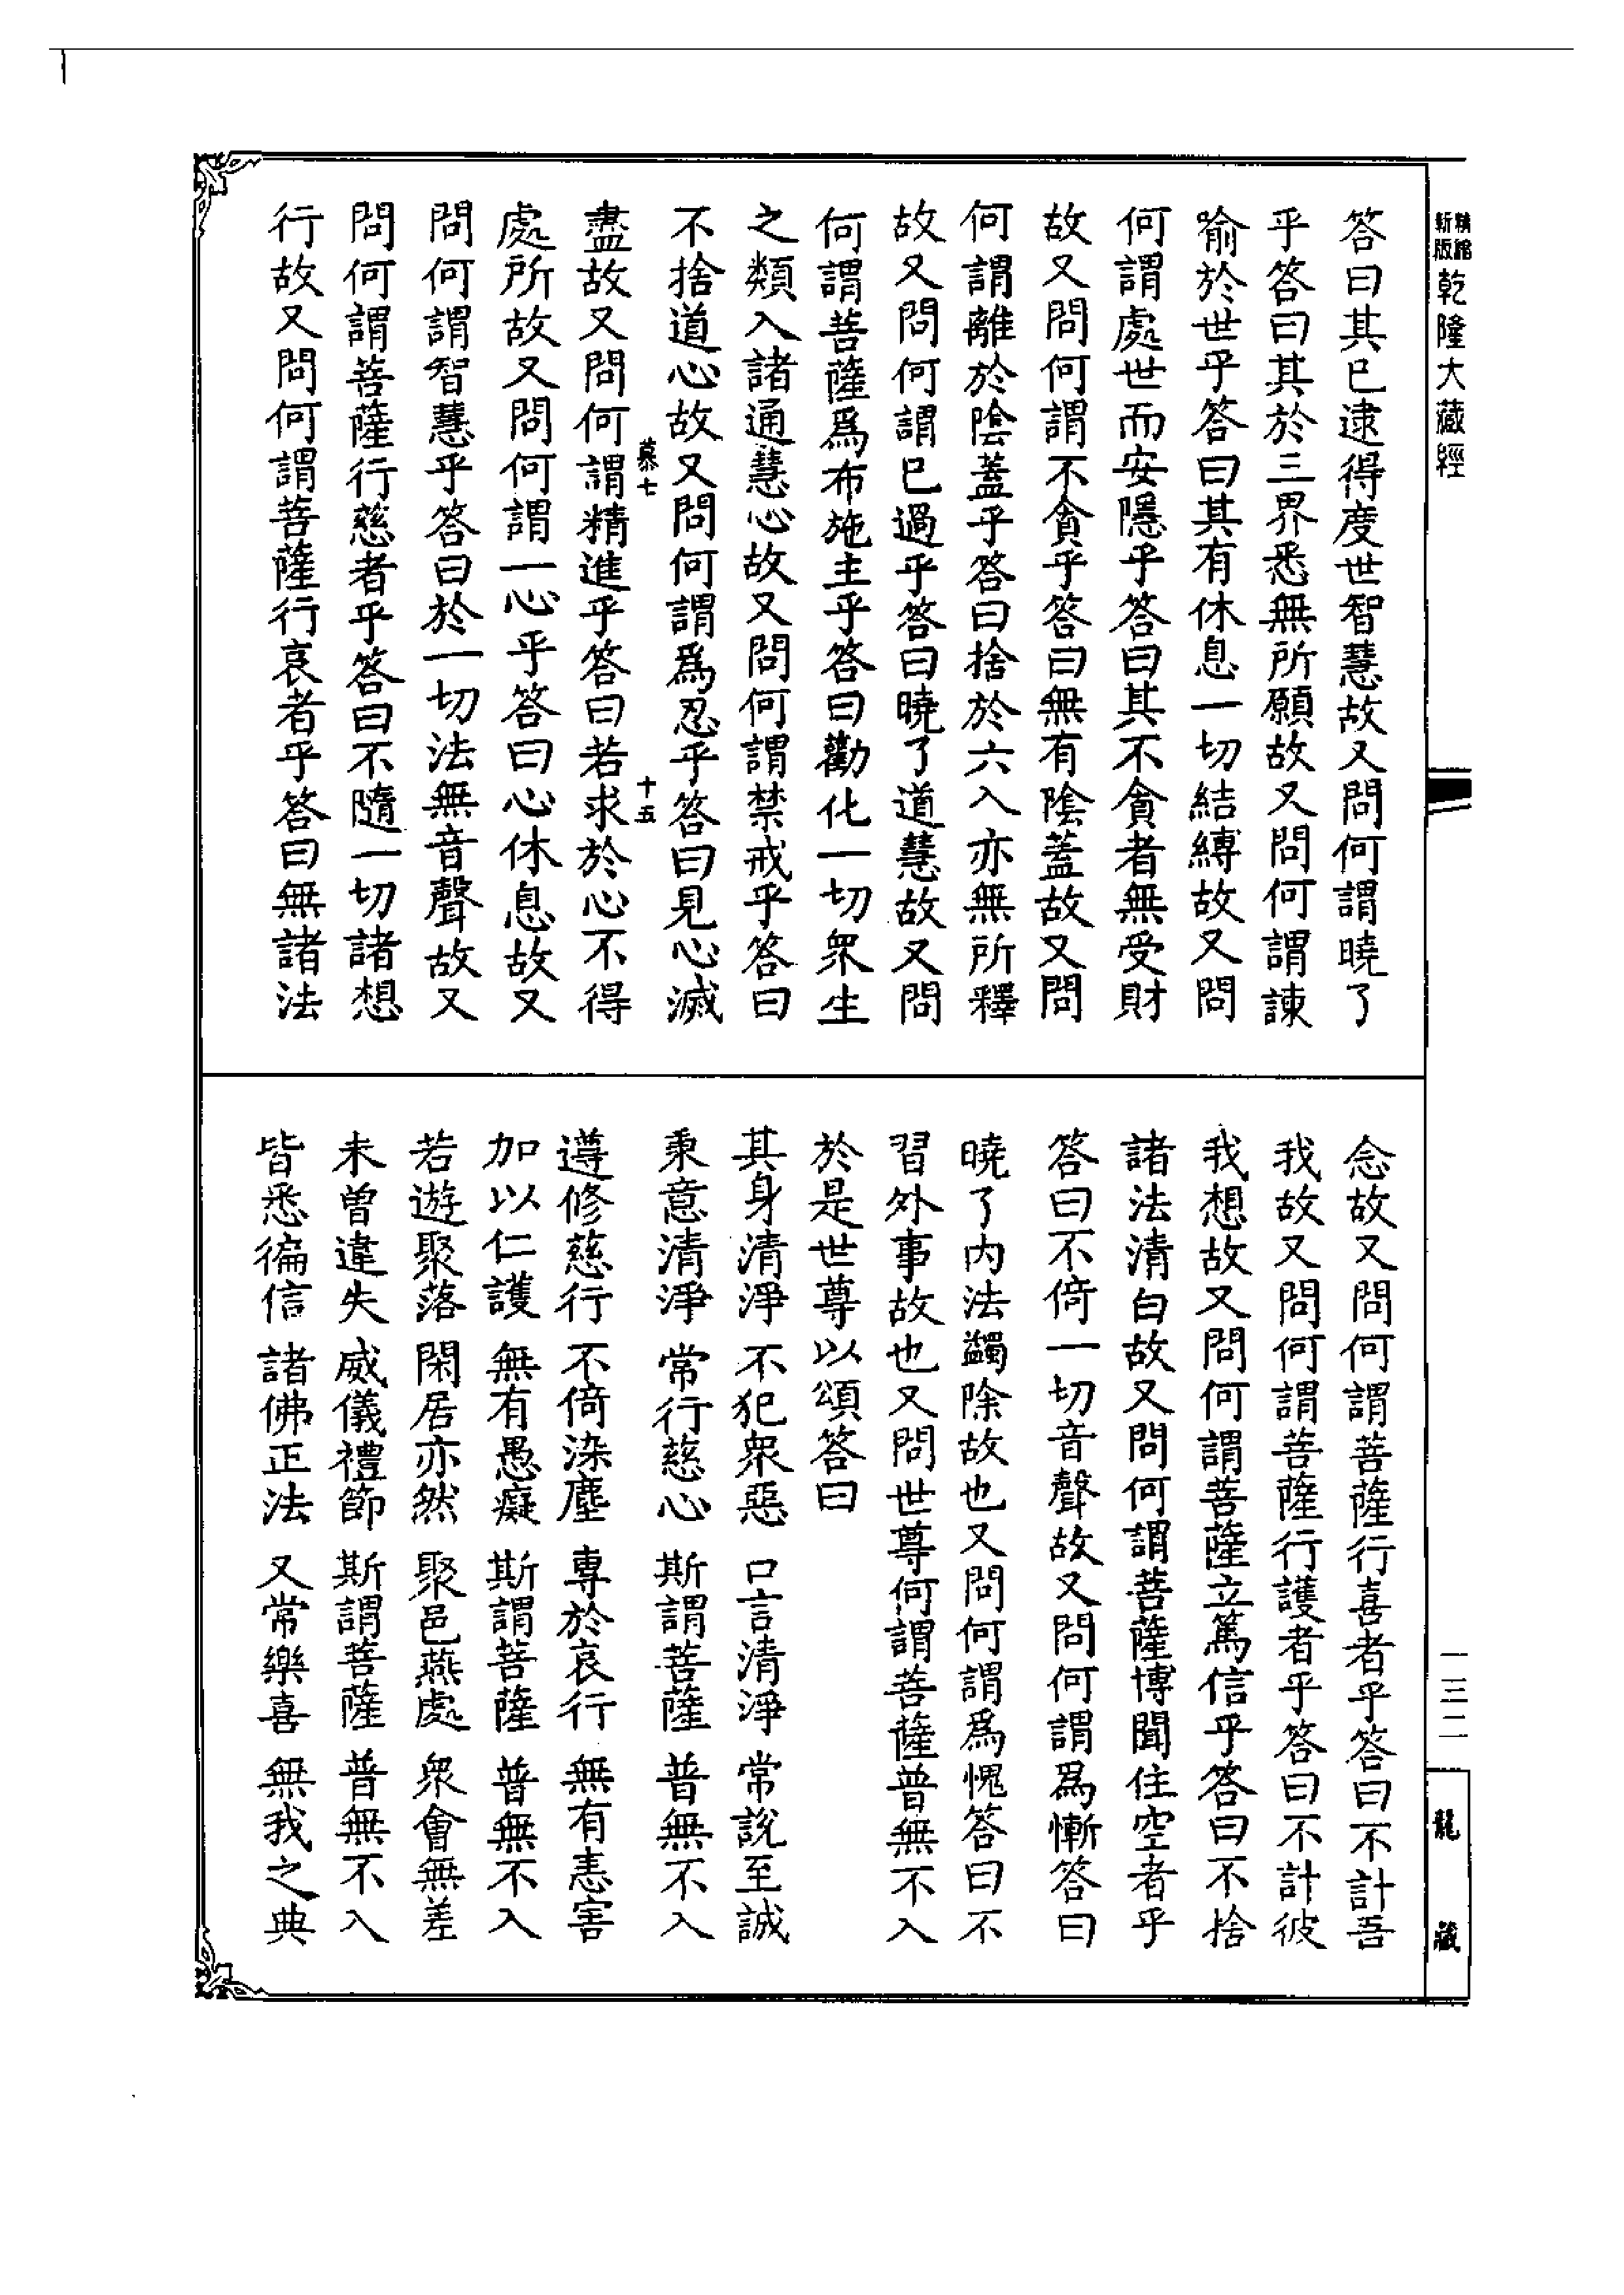 精縮新版乾隆大藏經
答曰其已逮得度世智慧故又問何謂曉了
乎答曰其於三界悉無所願故又問何謂諫
喻於世乎答曰其有休息一切結縛故又問
何謂處世而安隱乎答曰其不貪者無受財
故又問何謂不貪乎答曰無有陰蓋故又問
何謂離於陰蓋乎答曰捨於六入亦無所釋
故又問何謂已過乎答曰曉了道慧故又問
何謂菩薩爲布施主乎答曰勸化一切眾生
之類入諸通慧心故又問何謂禁戒乎答曰
不捨道心故又問何謂爲忍乎答曰見心滅
慕七 十五
盡故又問何謂精進乎答曰若求於心不得
處所故又問何謂一心乎答曰心休息故又
問何謂智慧乎答曰於一切法無音聲故又
問何謂菩薩行慈者乎答曰不隨一切諸想
行故又問何謂菩薩行哀者乎答曰無諸法
念故又問何謂菩薩行喜者乎答曰不計吾
我故又問何謂菩薩行護者乎答曰不計彼
我想故又問何謂菩薩立篤信乎答曰不捨
諸法清白故又問何謂菩薩博聞住空者乎
答曰不倚一切音聲故又問何謂爲慚答曰
曉了內法蠲除故也又問何謂爲愧答曰不
習外事故也又問世尊何謂菩薩普無不入
於是世尊以頌答曰
其身清淨 不犯眾惡 口言清淨 常說至誠
秉意清淨 常行慈心 斯謂菩薩 普無不入
遵修慈行 不倚染塵 專於哀行 無有恚害
加以仁護 無有愚癡 斯謂菩薩 普無不入
若遊聚落 閑居亦然 聚邑燕處 眾會無差
未曾違失 威儀禮節 斯謂菩薩 普無不入
皆悉徧信 諸佛正法 又常樂喜 無我之典
一三二
龍藏